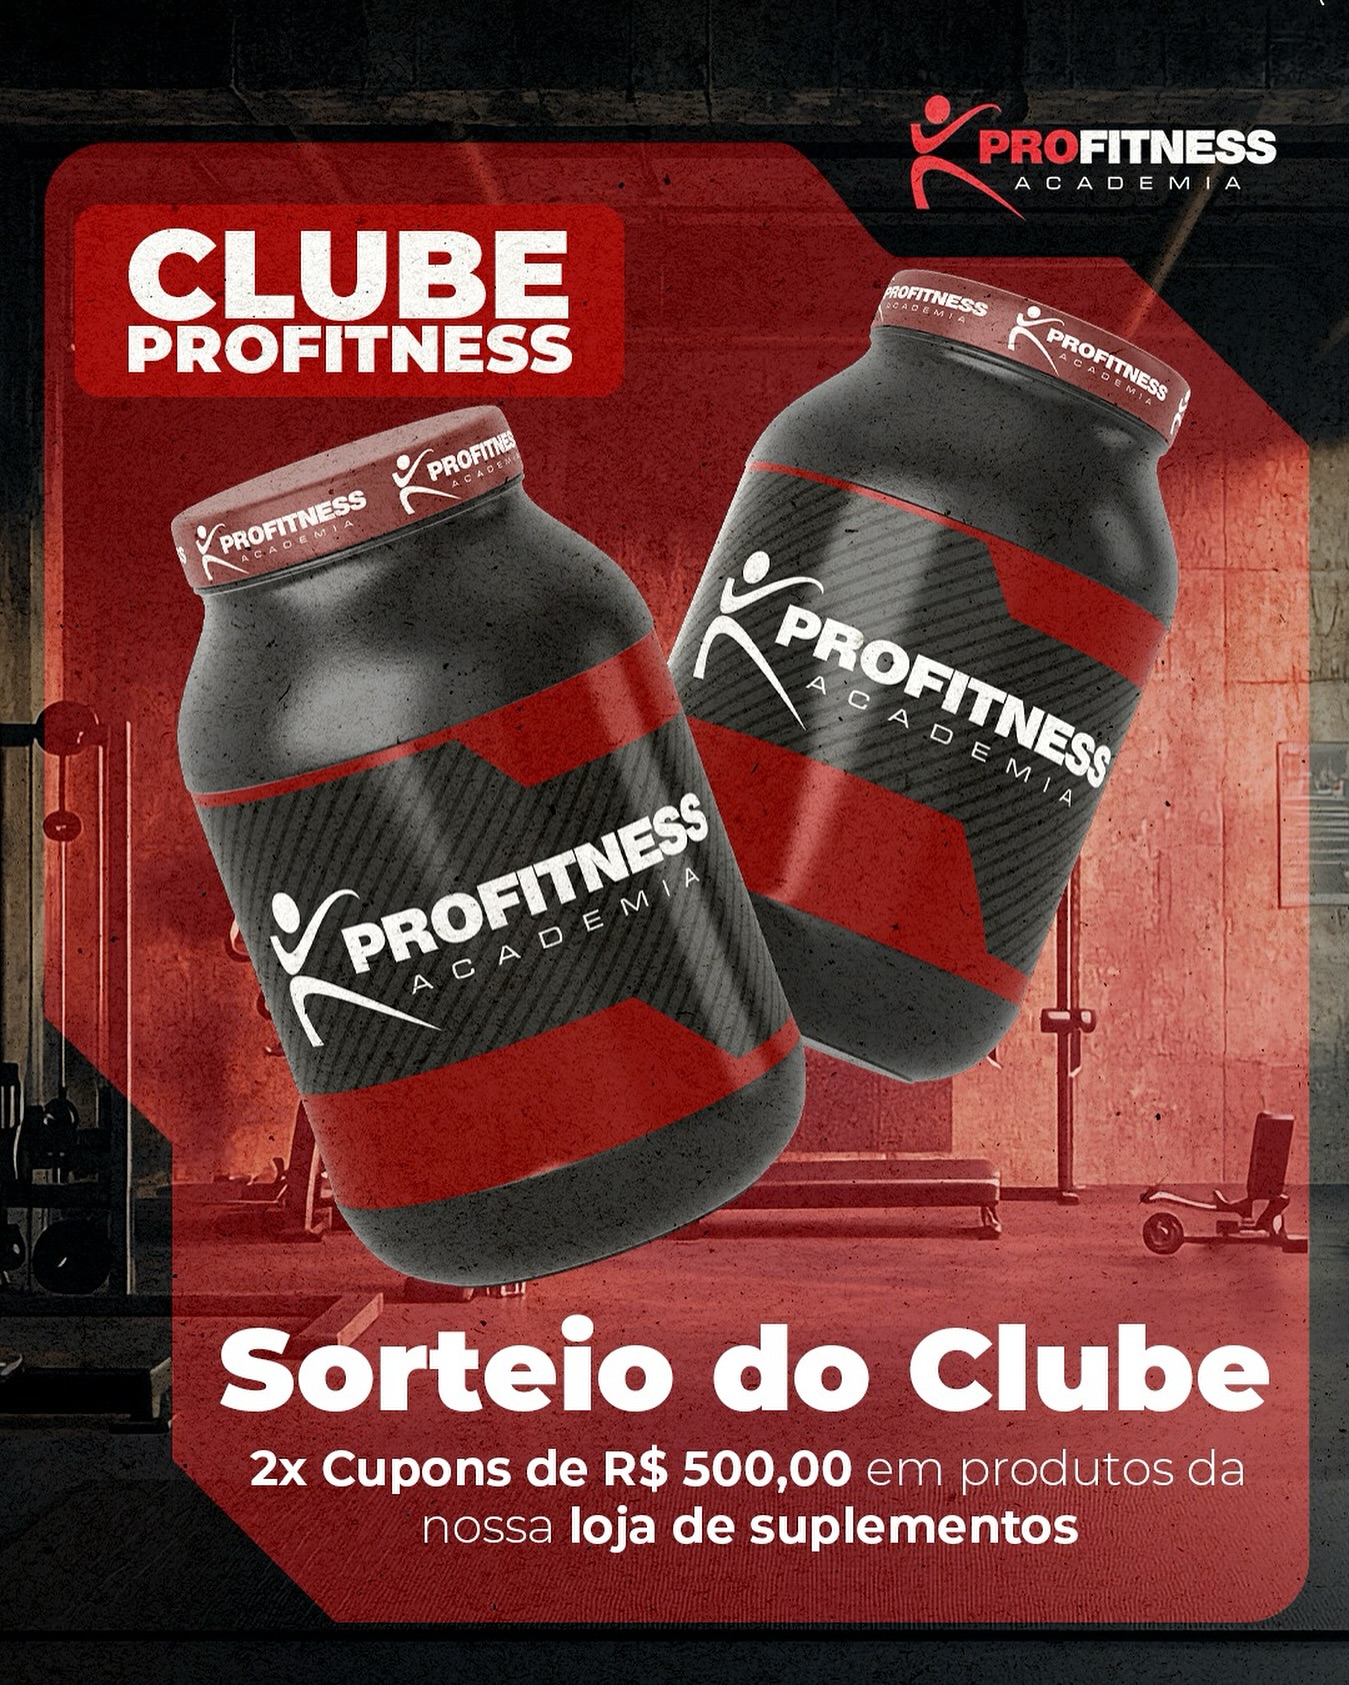 PROFITNESS
ACADEMIA
CLUBE
PROFITNESS
PROFITNESS
ACADEMIA
PROFITNESS
ACADEMIA
PROFITNESS
ACADEMIA
PROFITNESS
ACADEMIA
PROFITNESS
ACADEMIA
PROFITNESS
ACADEMIA
Sorteio do Clube
2x Cupons de R$ 500,00 em produtos da
nossa loja de suplementos